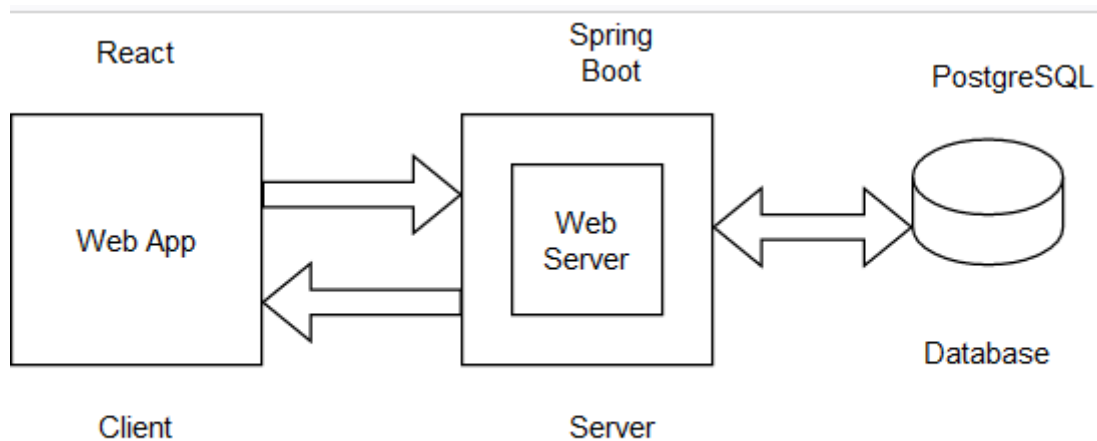 React
Spring
Boot
PostgreSQL
Web App
Web
Server
Database
Client
Server